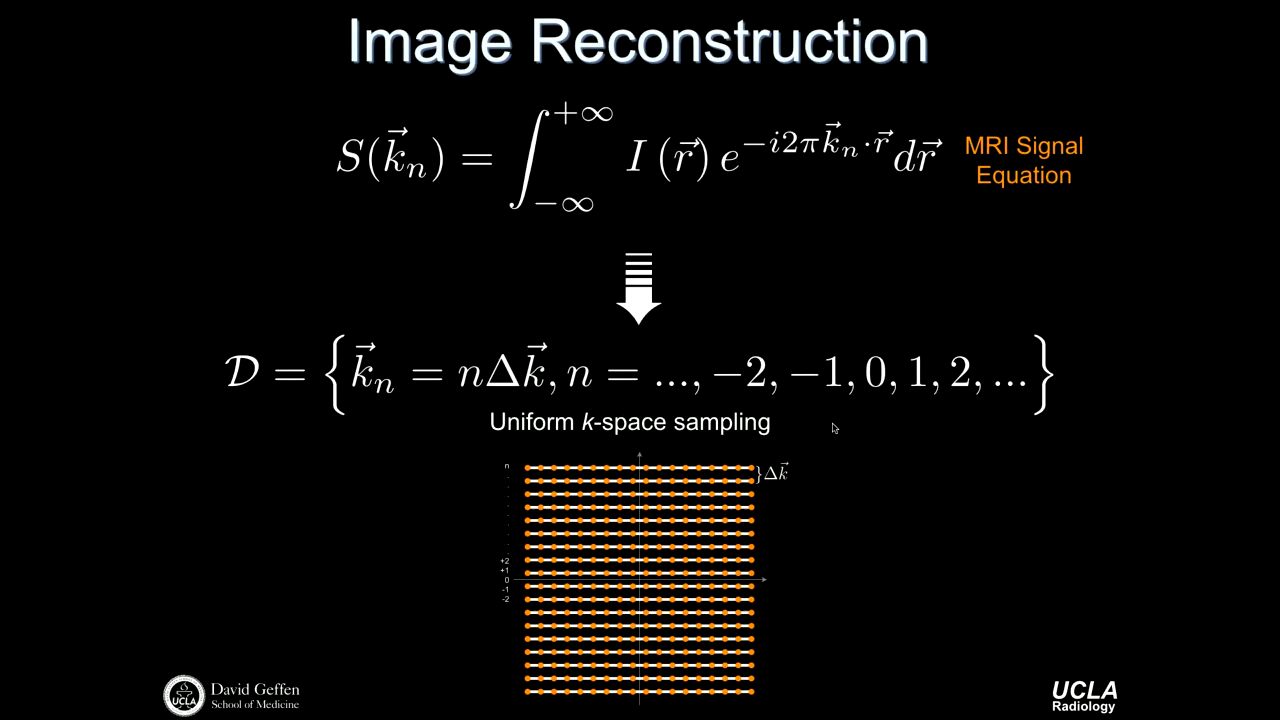 Image Reconstruction
S(k⃗ₙ) = ∫₋∞⁺∞ I (r⃗) e^{−i2πk⃗ₙ·r⃗} dr⃗
MRI Signal
Equation
𝒟 = {k⃗ₙ = nΔk⃗, n = ..., −2, −1, 0, 1, 2, ...}
Uniform k-space sampling
n
}Δk⃗
+2
+1
0
-1
-2
UCLA
David Geffen
School of Medicine
UCLA
Radiology